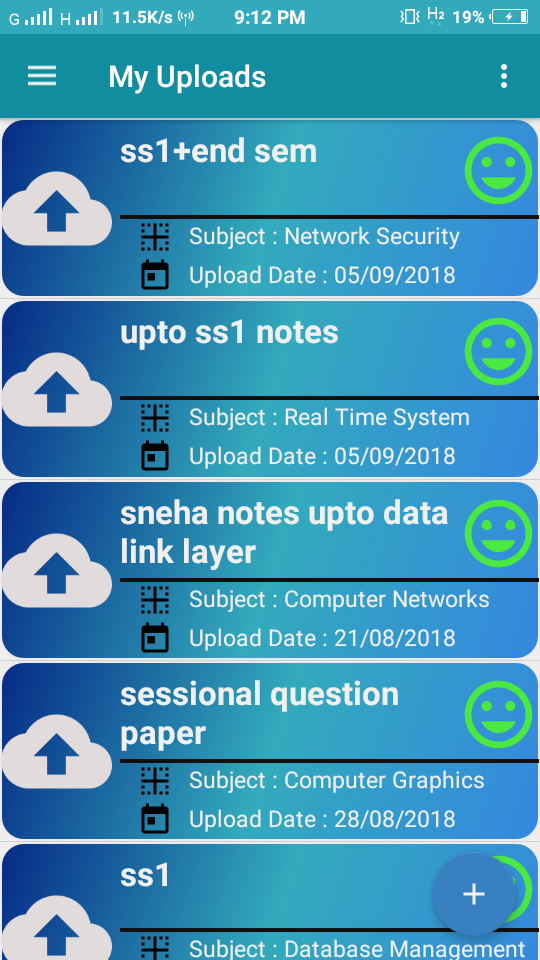 G H 11.5K/s 9:12 PM H2 19%
My Uploads
ss1+end sem
Subject : Network Security
Upload Date : 05/09/2018
upto ss1 notes
Subject : Real Time System
Upload Date : 05/09/2018
sneha notes upto data
link layer
Subject : Computer Networks
Upload Date : 21/08/2018
sessional question
paper
Subject : Computer Graphics
Upload Date : 28/08/2018
ss1
Subject : Database Management